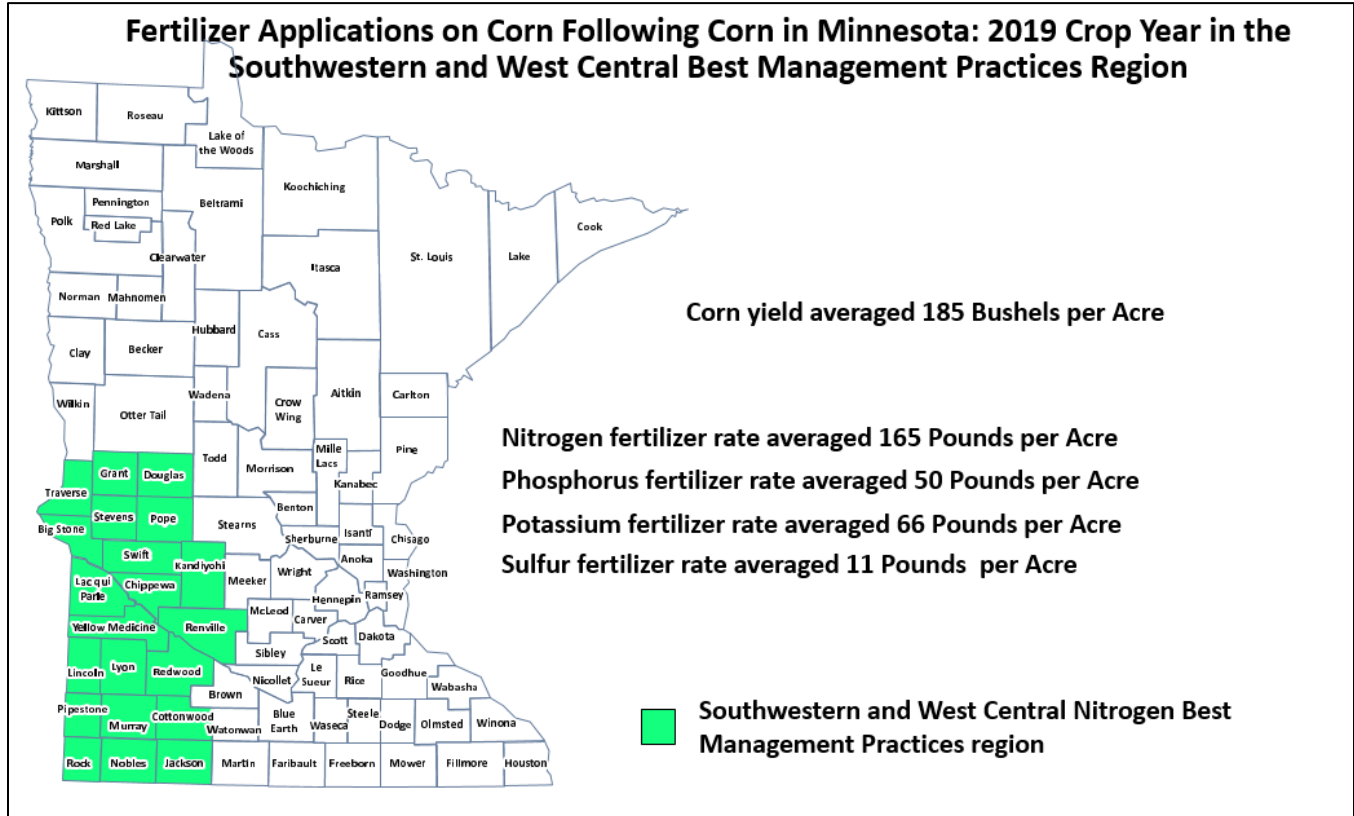 Fertilizer Applications on Corn Following Corn in Minnesota: 2019 Crop Year in the
Southwestern and West Central Best Management Practices Region
Kittson
Roseau
Lake of
the Woods
Marshall
Koochiching
Pennington
Beltrami
Polk
Red Lake
Cook
Clearwater
St. Louis
Lake
Itasca
Norman
Mahnomen
Hubbard
Cass
Corn yield averaged 185 Bushels per Acre
Clay
Becker
Wadena
Aitkin
Carlton
Wilkin
Otter Tail
Crow
Wing
Nitrogen fertilizer rate averaged 165 Pounds per Acre
Todd
Morrison
Mille
Lacs
Pine
Grant
Douglas
Kanabec
Phosphorus fertilizer rate averaged 50 Pounds per Acre
Traverse
Benton
Stevens
Pope
Stearns
Big Stone
Sherburne
Isanti
Chisago
Potassium fertilizer rate averaged 66 Pounds per Acre
Swift
Kandiyohi
Anoka
Sulfur fertilizer rate averaged 11 Pounds per Acre
Meeker
Wright
Washington
Lac qui
Parle
Chippewa
Hennepin
Ramsey
McLeod
Carver
Yellow Medicine
Renville
Scott
Dakota
Sibley
Lincoln
Lyon
Redwood
Nicollet
Le
Sueur
Rice
Goodhue
Wabasha
Brown
Pipestone
Murray
Cottonwood
Watonwan
Blue
Earth
Waseca
Steele
Dodge
Olmsted
Winona
Southwestern and West Central Nitrogen Best
Management Practices region
Rock
Nobles
Jackson
Martin
Faribault
Freeborn
Mower
Fillmore
Houston